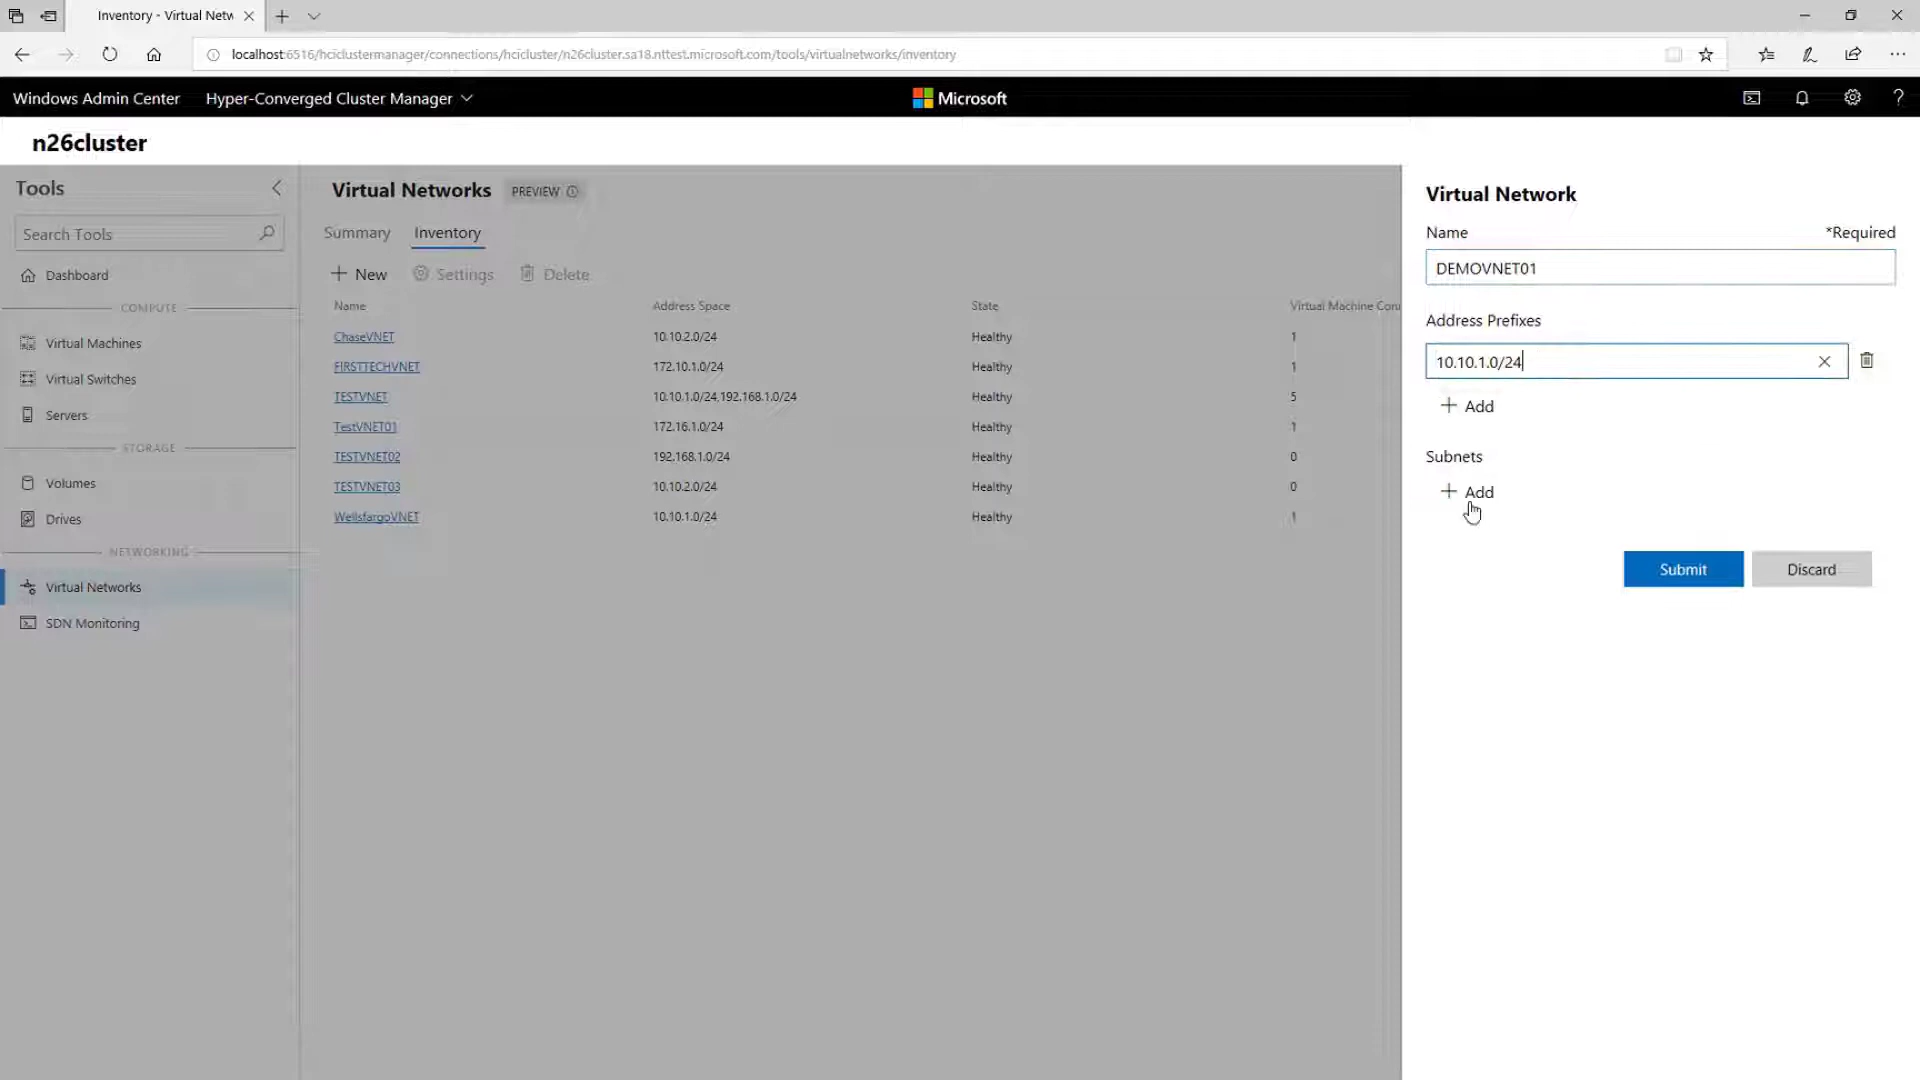 Inventory - Virtual Netw
localhost:6516/hciclustermanager/connections/hcicluster/n26cluster.sa18.nttest.microsoft.com/tools/virtualnetworks/inventory
Windows Admin Center
Hyper-Converged Cluster Manager
Microsoft
?
n26cluster
Tools
Search Tools
Dashboard
COMPUTE
Virtual Machines
Virtual Switches
Servers
STORAGE
Volumes
Drives
NETWORKING
Virtual Networks
SDN Monitoring
Virtual Networks PREVIEW
Summary Inventory
New Settings Delete
Name Address Space State Virtual Machine Con
ChaseVNET 10.10.2.0/24 Healthy 1
FIRSTTECHVNET 172.10.1.0/24 Healthy 1
TESTVNET 10.10.1.0/24,192.168.1.0/24 Healthy 5
TestVNET01 172.16.1.0/24 Healthy 1
TESTVNET02 192.168.1.0/24 Healthy 0
TESTVNET03 10.10.2.0/24 Healthy 0
WellsfargoVNET 10.10.1.0/24 Healthy 1
Virtual Network
Name *Required
DEMOVNET01
Address Prefixes
10.10.1.0/24
Add
Subnets
Add
Submit Discard